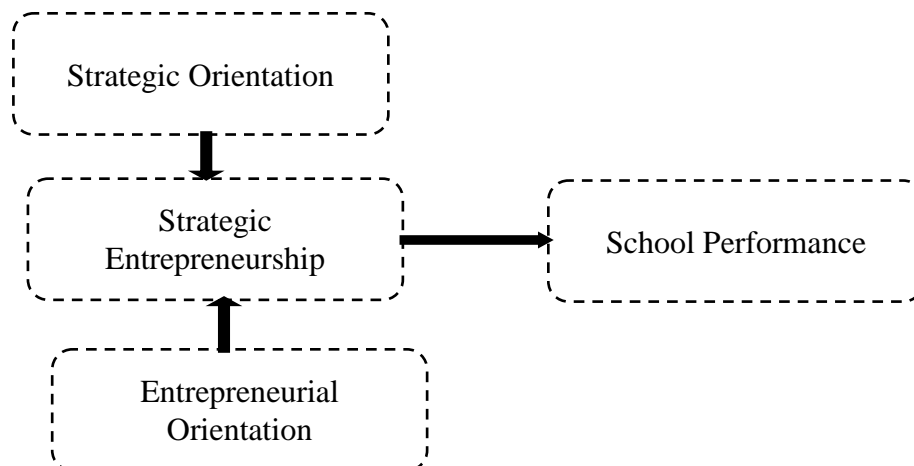 Strategic Orientation
Strategic
Entrepreneurship
School Performance
Entrepreneurial
Orientation